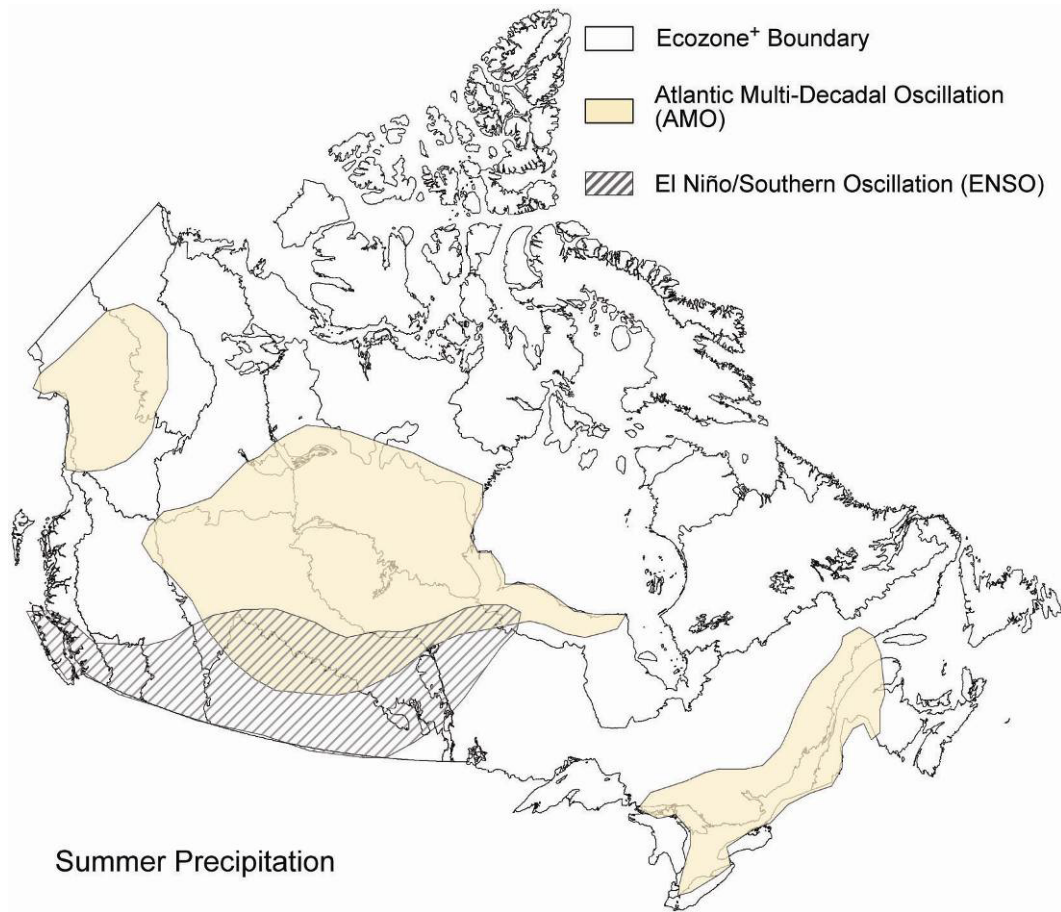 Ecozone⁺ Boundary
Atlantic Multi-Decadal Oscillation
(AMO)
El Niño/Southern Oscillation (ENSO)
Summer Precipitation